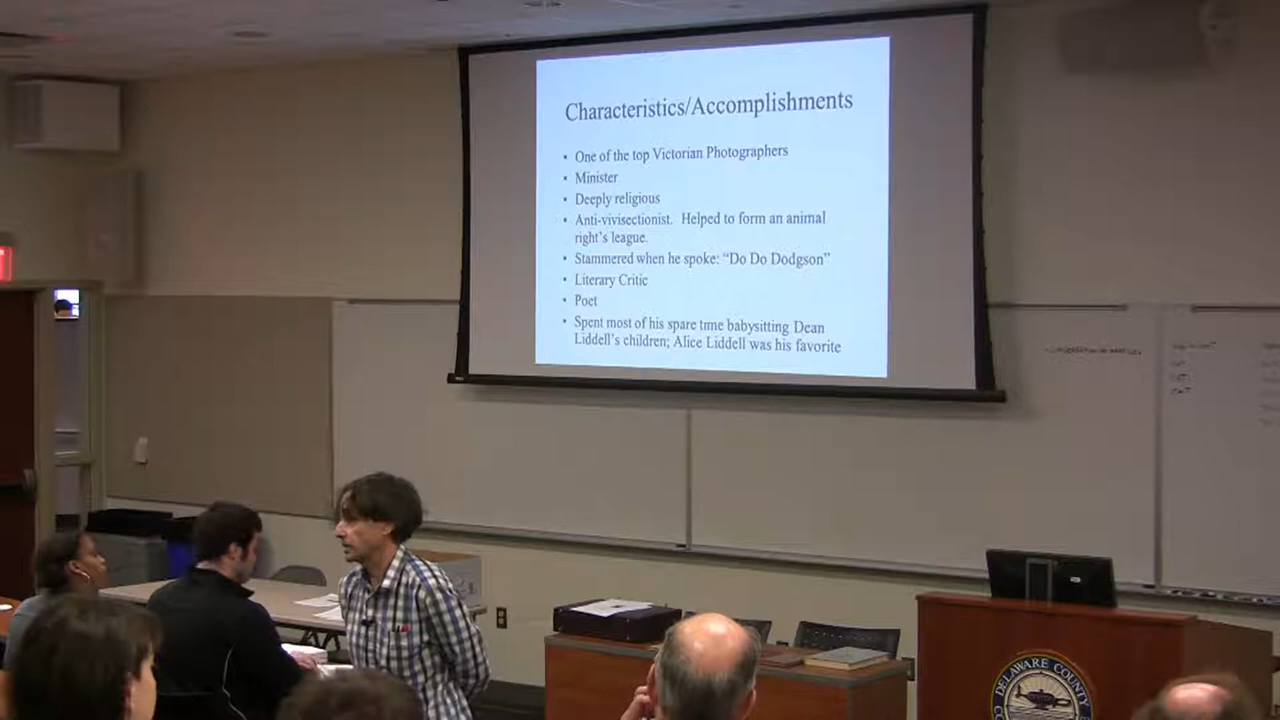 Characteristics/Accomplishments
• One of the top Victorian Photographers
• Minister
• Deeply religious
• Anti-vivisectionist. Helped to form an animal
right's league.
• Stammered when he spoke: “Do Do Dodgson”
• Literary Critic
• Poet
• Spent most of his spare time babysitting Dean
Liddell's children; Alice Liddell was his favorite
DELAWARE COUNTY